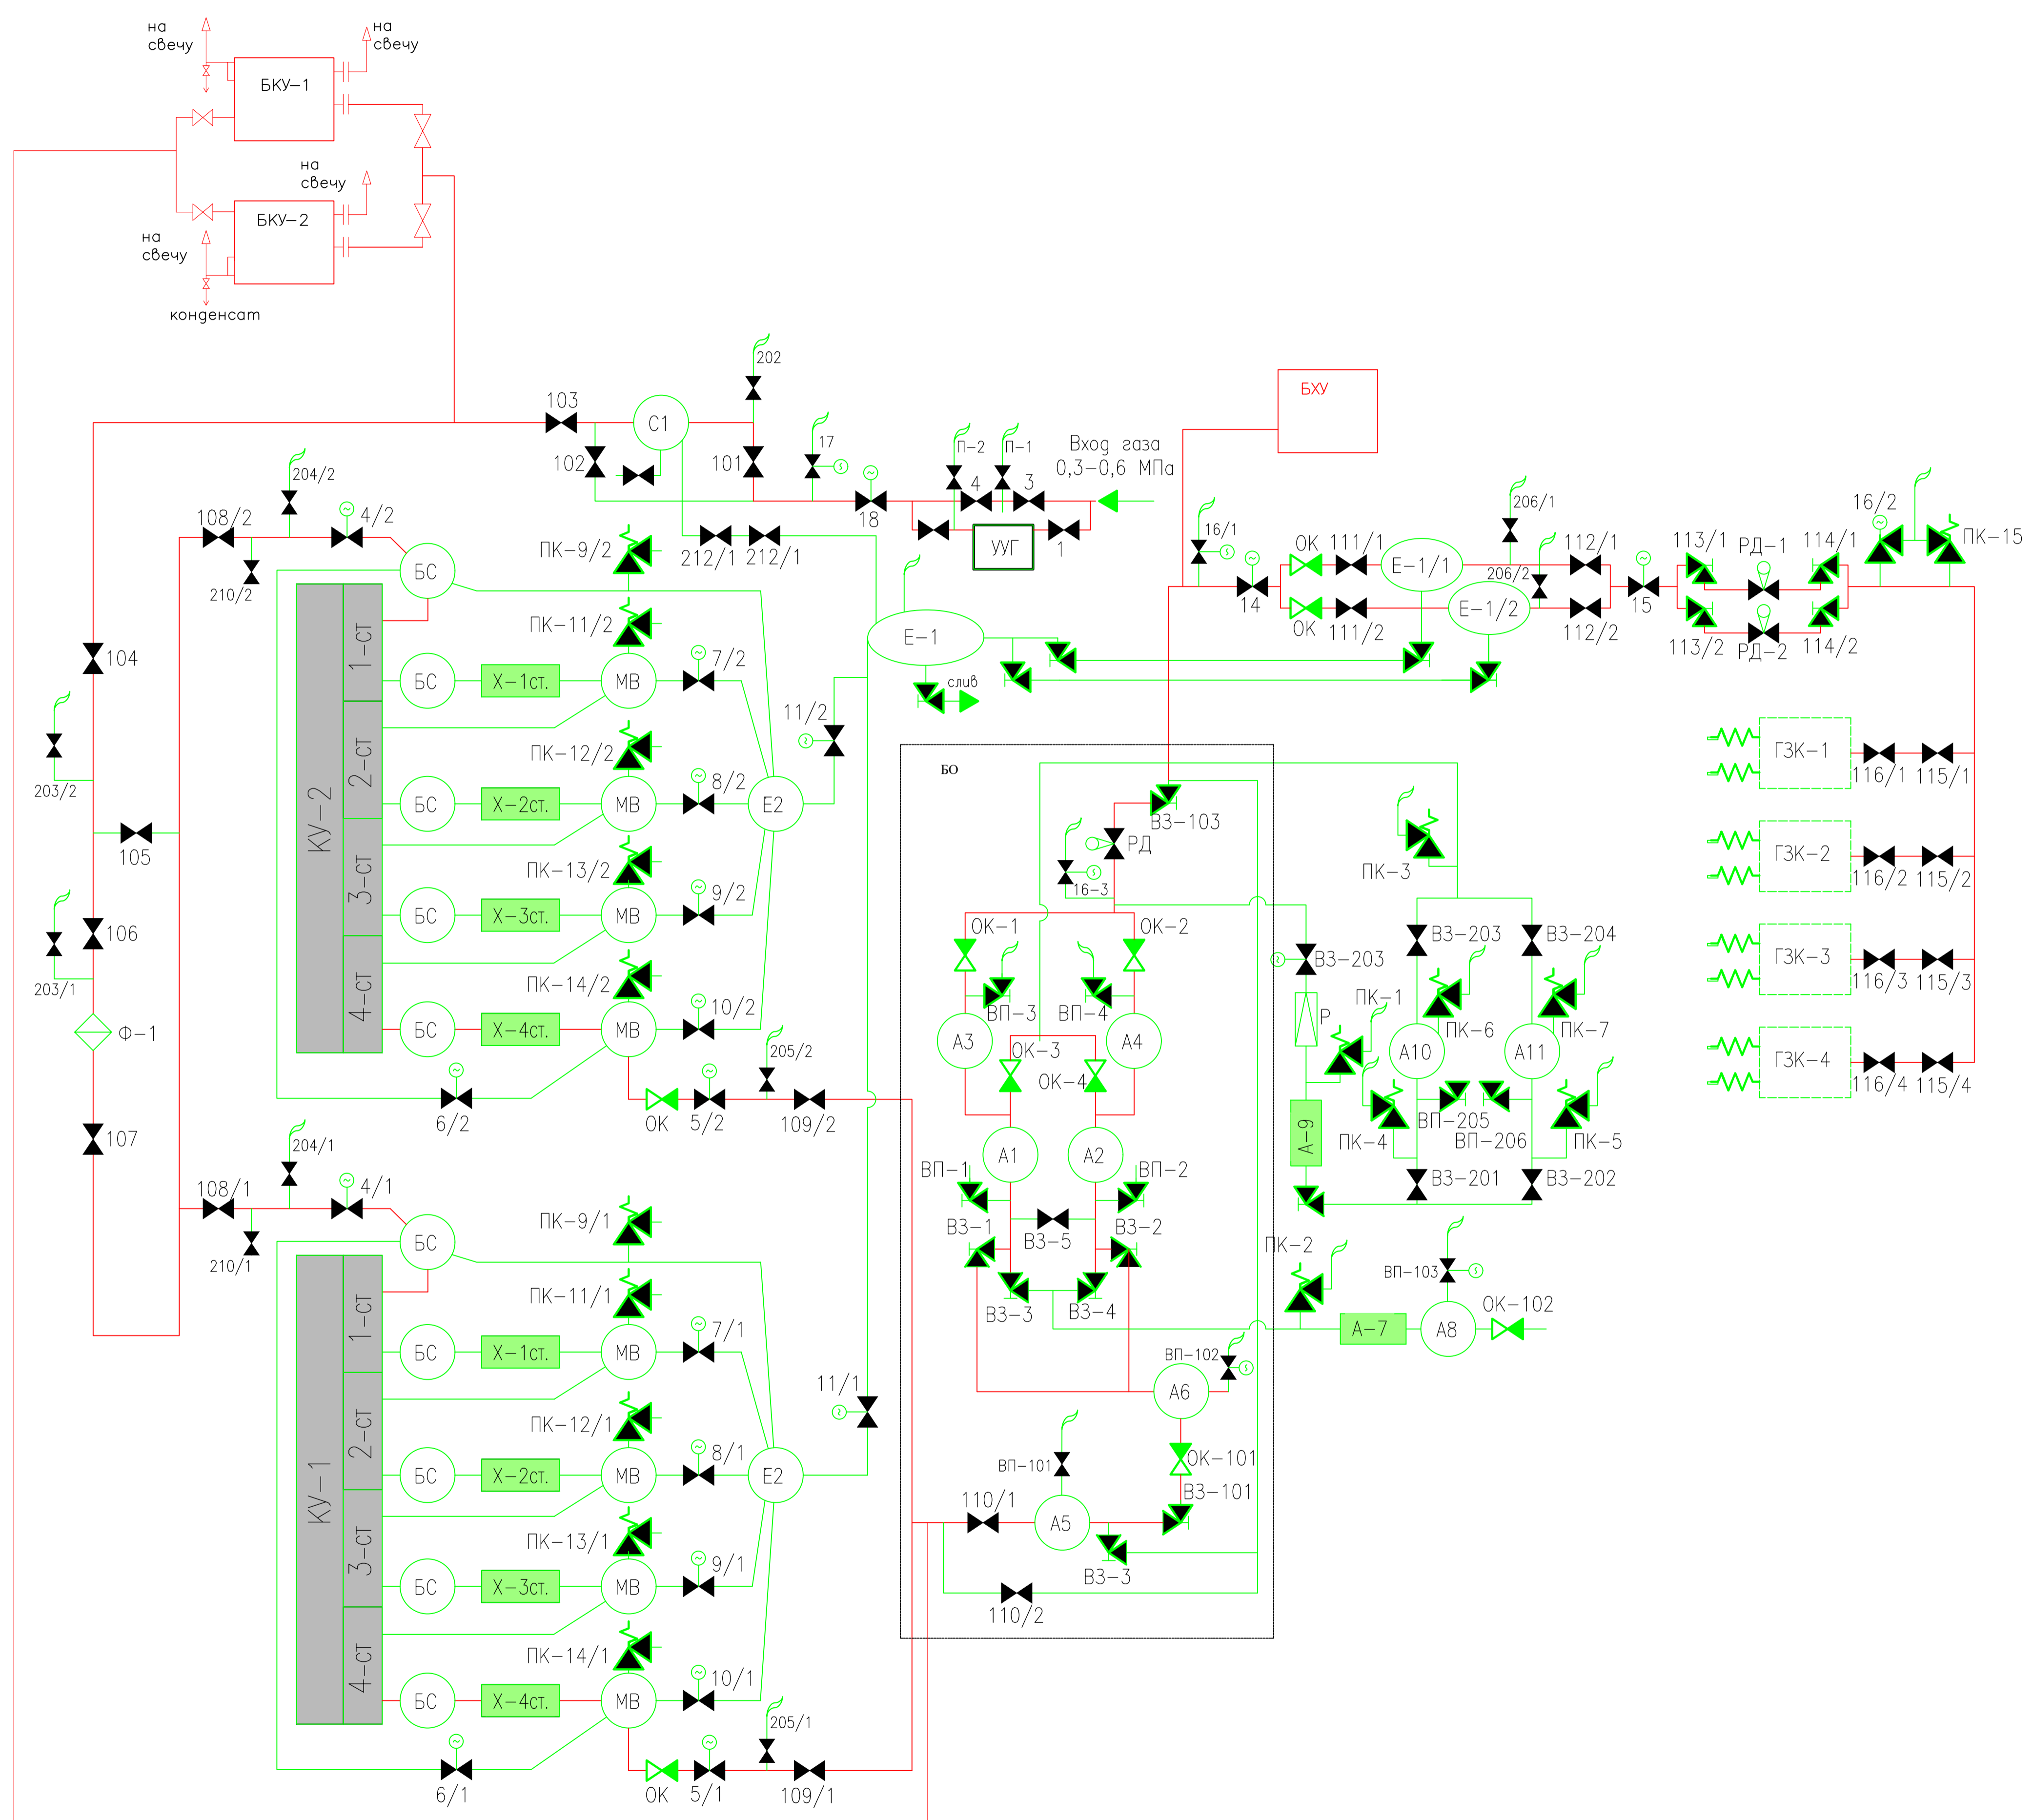 на
свечу
на
свечу
БКУ-1
на
свечу
БКУ-2
на
свечу
конденсат
202
БХУ
103
С1
17
П-2
П-1
Вход газа
0,3-0,6 МПа
102
101
4
3
18
УУГ
1
212/1
212/1
204/2
108/2
4/2
210/2
БС
ПК-9/2
16/1
14
ОК
111/1
Е-1/1
206/1
112/1
206/2
ОК
111/2
Е-1/2
112/2
15
113/1
РД-1
114/1
16/2
ПК-15
113/2
РД-2
114/2
Е-1
слив
104
203/2
105
106
203/1
Ф-1
107
КУ-2
1-ст
2-ст
3-ст
4-ст
ПК-11/2
БС
Х-1ст.
МВ
7/2
ПК-12/2
БС
Х-2ст.
МВ
8/2
Е2
11/2
ПК-13/2
БС
Х-3ст.
МВ
9/2
ПК-14/2
БС
Х-4ст.
МВ
10/2
6/2
ОК
5/2
205/2
109/2
БО
ВЗ-103
РД
16-3
ОК-1
ОК-2
ВП-3
ВП-4
А3
ОК-3
А4
ОК-4
А1
А2
ВП-1
ВП-2
ВЗ-1
ВЗ-5
ВЗ-2
ВЗ-3
ВЗ-4
ВП-102
А6
ОК-101
ВП-101
ВЗ-101
110/1
А5
ВЗ-3
110/2
ПК-3
ВЗ-203
ВЗ-203
ВЗ-204
ПК-1
Р
ПК-6
ПК-7
А10
А11
А-9
ПК-4
ВП-205
ВП-206
ПК-5
ВЗ-201
ВЗ-202
ПК-2
ВП-103
ОК-102
А-7
А8
ГЗК-1
116/1
115/1
ГЗК-2
116/2
115/2
ГЗК-3
116/3
115/3
ГЗК-4
116/4
115/4
204/1
108/1
4/1
210/1
БС
ПК-9/1
КУ-1
1-ст
2-ст
3-ст
4-ст
ПК-11/1
БС
Х-1ст.
МВ
7/1
ПК-12/1
БС
Х-2ст.
МВ
8/1
Е2
11/1
ПК-13/1
БС
Х-3ст.
МВ
9/1
ПК-14/1
БС
Х-4ст.
МВ
10/1
6/1
ОК
5/1
205/1
109/1